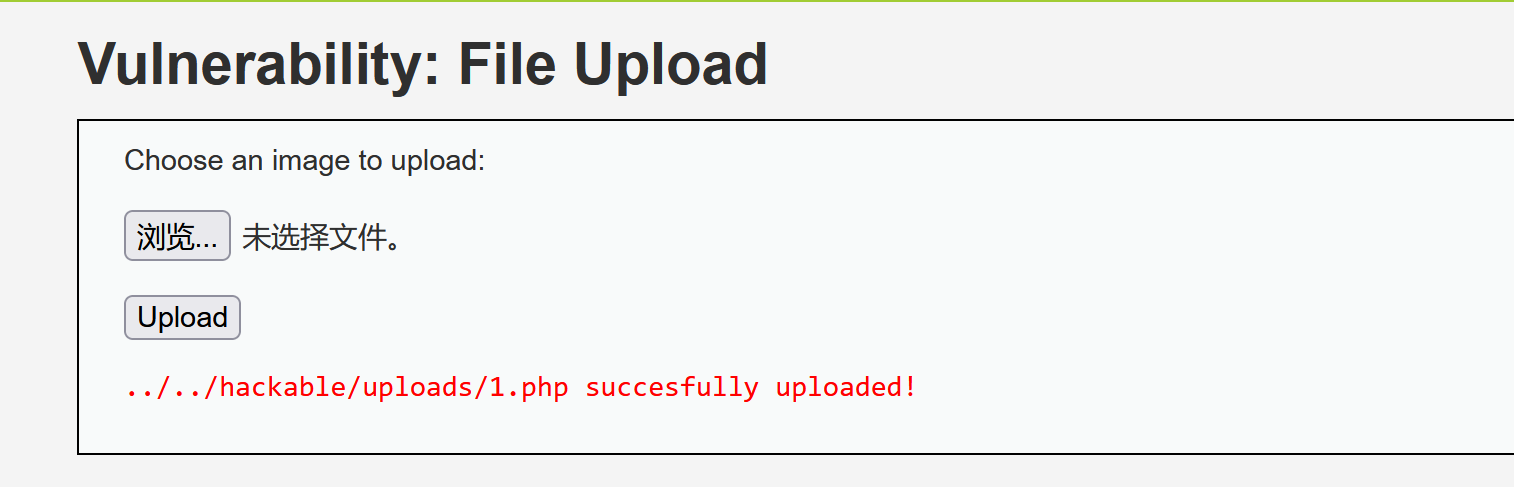 Vulnerability: File Upload
Choose an image to upload:
浏览... 未选择文件。
Upload
../../hackable/uploads/1.php succesfully uploaded!